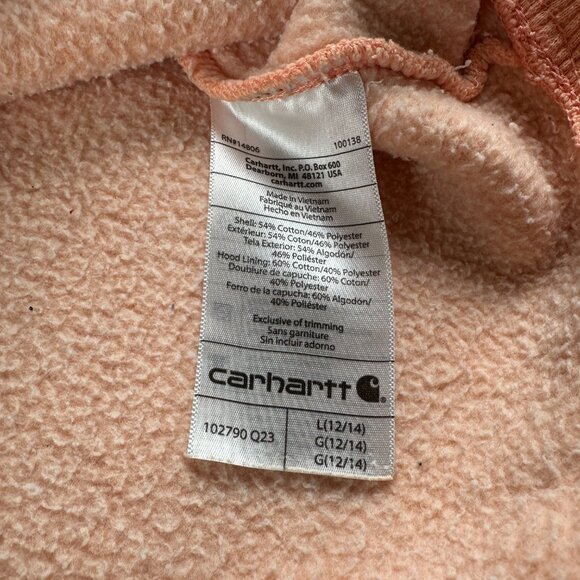 RN#14806 100138
Carhartt, Inc. P.O. Box 600
Dearborn, MI 48121 USA
carhartt.com
Made in Vietnam
Fabriqué au Vietnam
Hecho en Vietnam
Shell: 54% Cotton/46% Polyester
Extérieur: 54% Coton/46% Polyester
Tela Exterior: 54% Algodón/
46% Poliéster
Hood Lining: 60% Cotton/40% Polyester
Doublure de capuche: 60% Coton/
40% Polyester
Forro de la capucha: 60% Algodón/
40% Poliéster
Exclusive of trimming
Sans garniture
Sin incluir adorno
carhartt
102790 Q23
L(12/14)
G(12/14)
G(12/14)